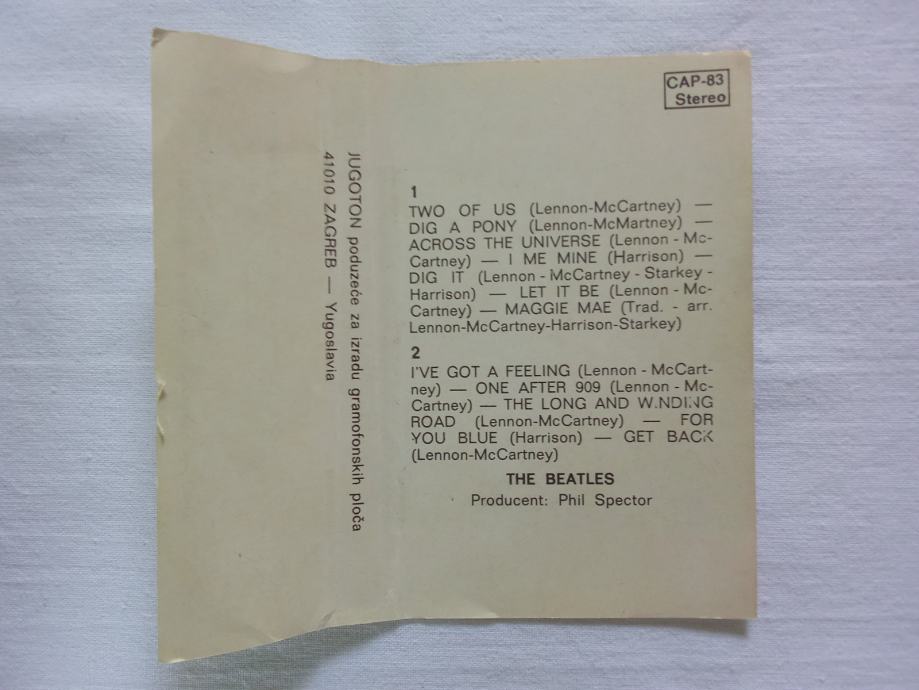 CAP-83
Stereo
1
TWO OF US (Lennon-McCartney) —
DIG A PONY (Lennon-McMartney) —
ACROSS THE UNIVERSE (Lennon - Mc-
Cartney) — I ME MINE (Harrison) —
DIG IT (Lennon - McCartney - Starkey -
Harrison) — LET IT BE (Lennon - Mc-
Cartney) — MAGGIE MAE (Trad. - arr.
Lennon-McCartney-Harrison-Starkey)
2
I'VE GOT A FEELING (Lennon - McCart-
ney) — ONE AFTER 909 (Lennon - Mc-
Cartney) — THE LONG AND WINDING
ROAD (Lennon-McCartney) — FOR
YOU BLUE (Harrison) — GET BACK
(Lennon-McCartney)
THE BEATLES
Producent: Phil Spector
JUGOTON poduzeće za izradu gramofonskih ploča
41010 ZAGREB — Yugoslavia